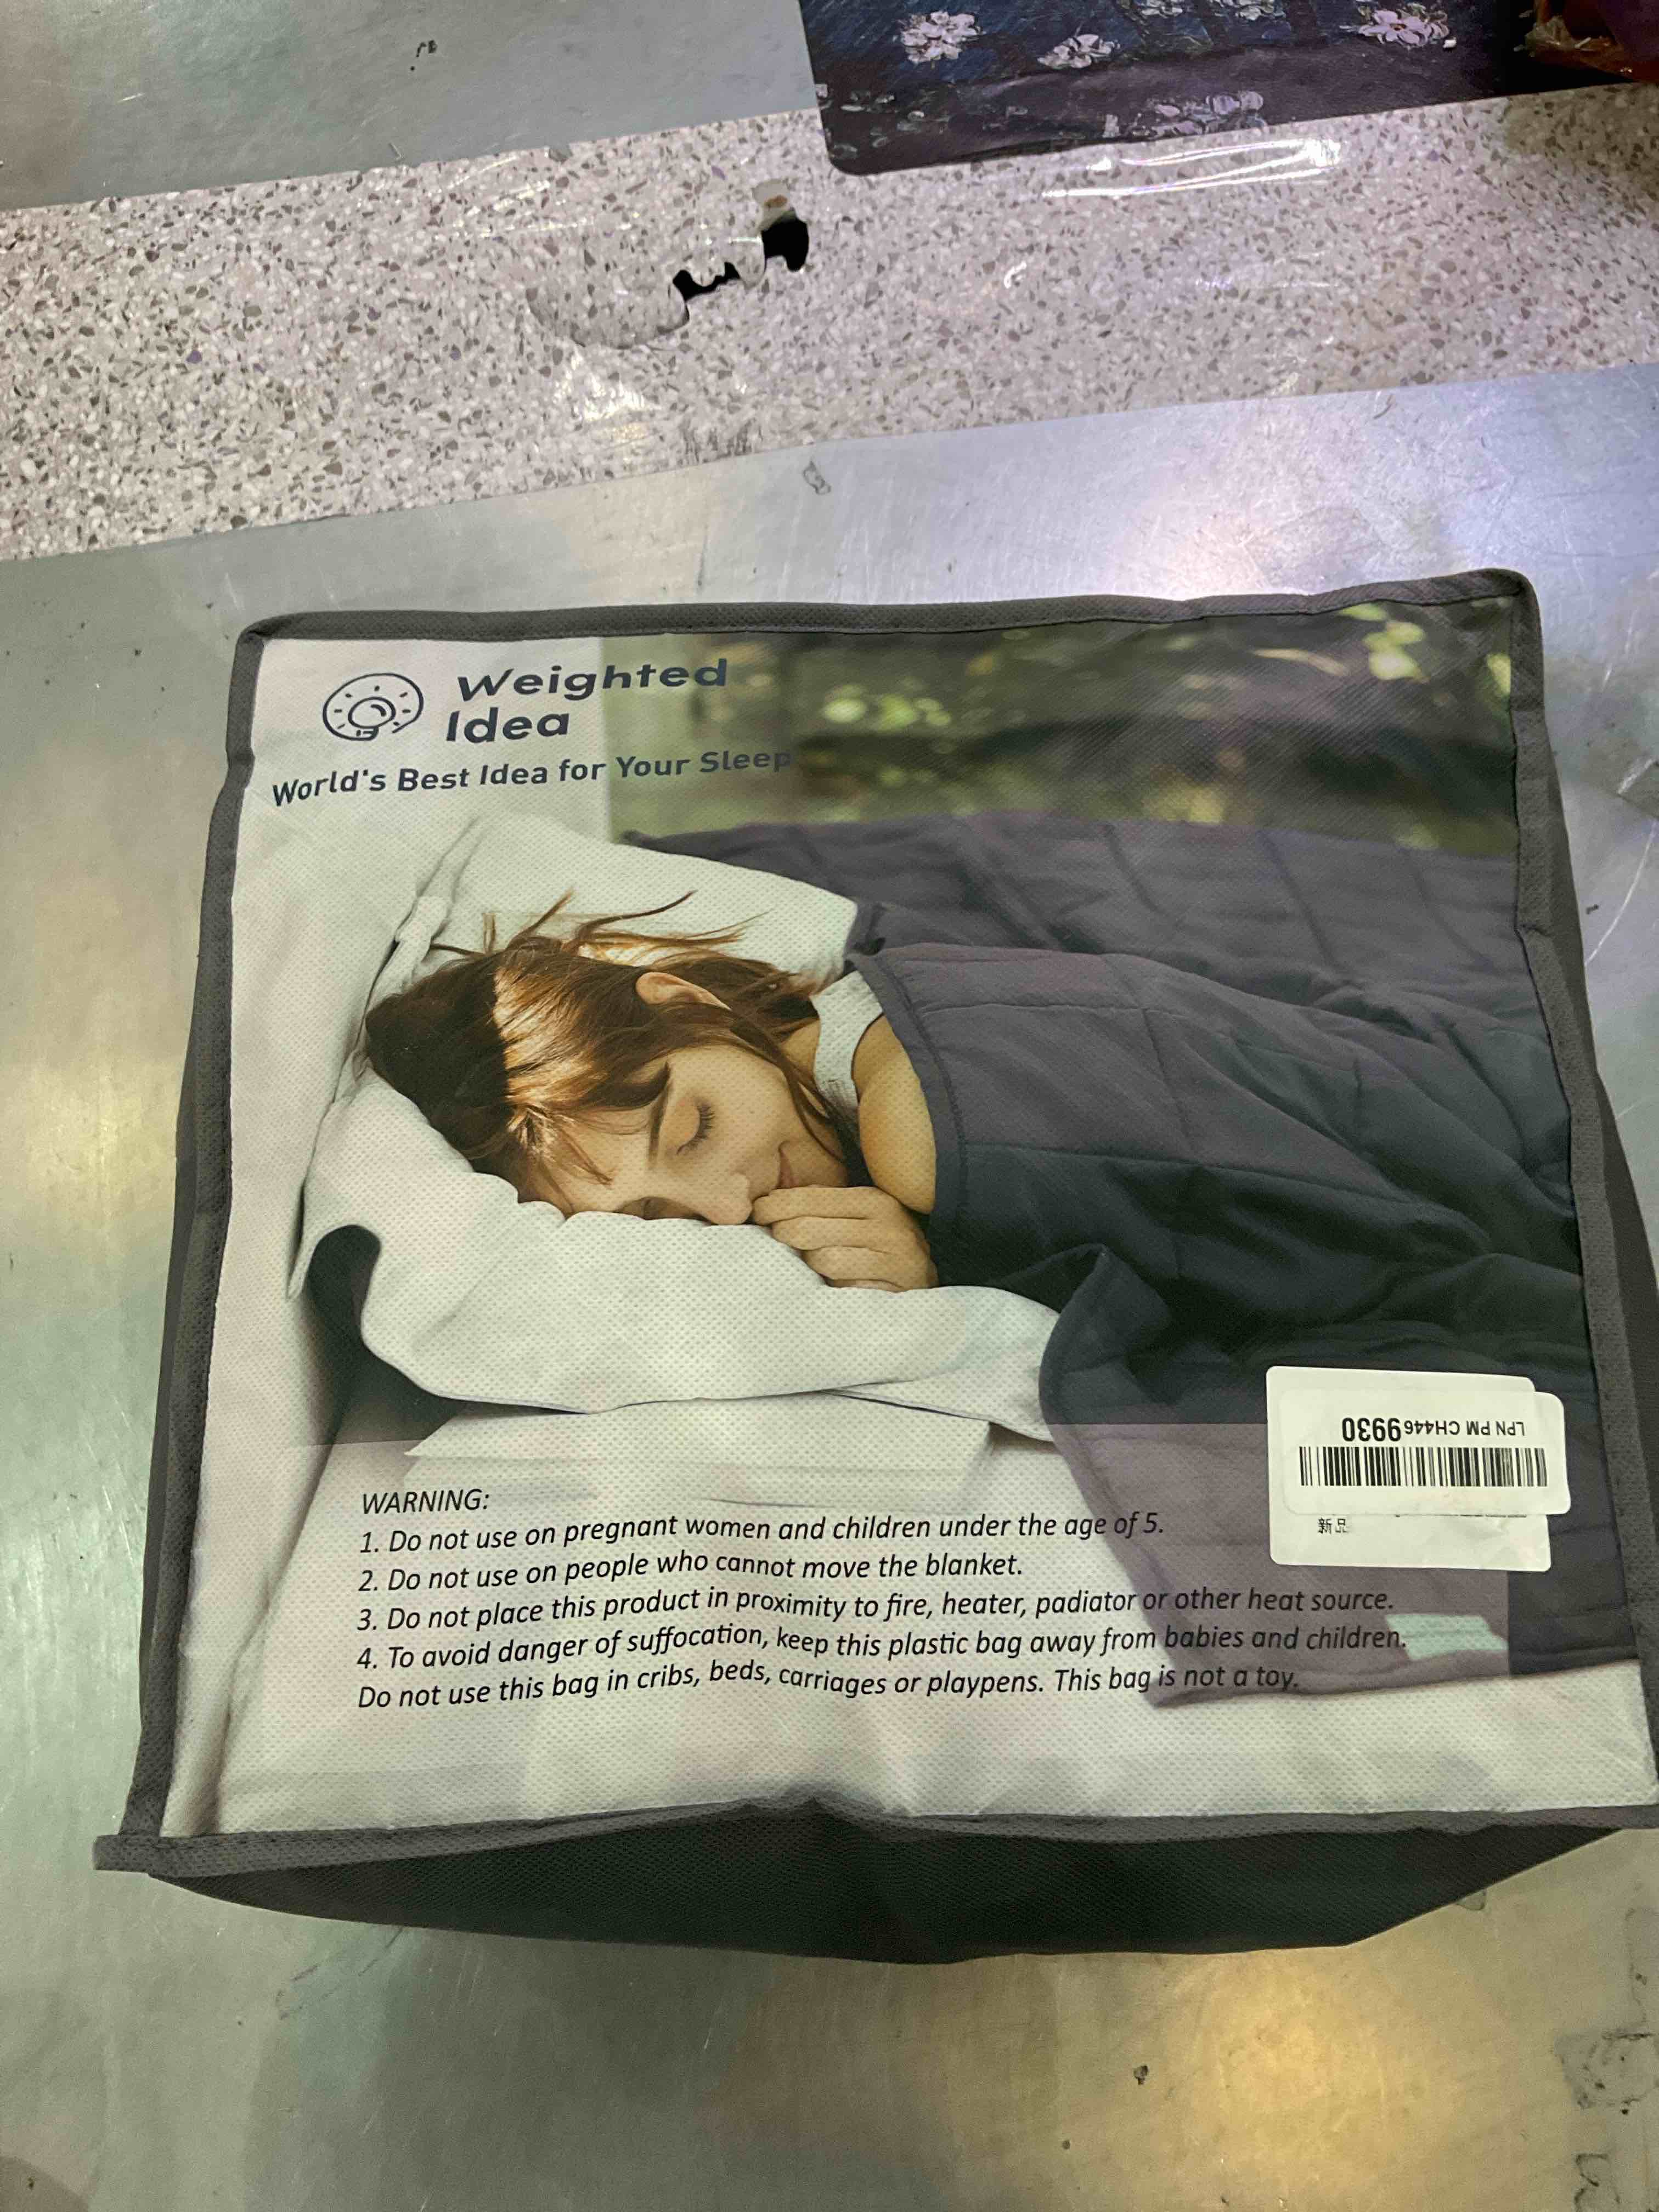 Weighted
Idea
World's Best Idea for Your Sleep
LPN PM CH4469930
新品
WARNING:
1. Do not use on pregnant women and children under the age of 5.
2. Do not use on people who cannot move the blanket.
3. Do not place this product in proximity to fire, heater, padiator or other heat source.
4. To avoid danger of suffocation, keep this plastic bag away from babies and children.
Do not use this bag in cribs, beds, carriages or playpens. This bag is not a toy.